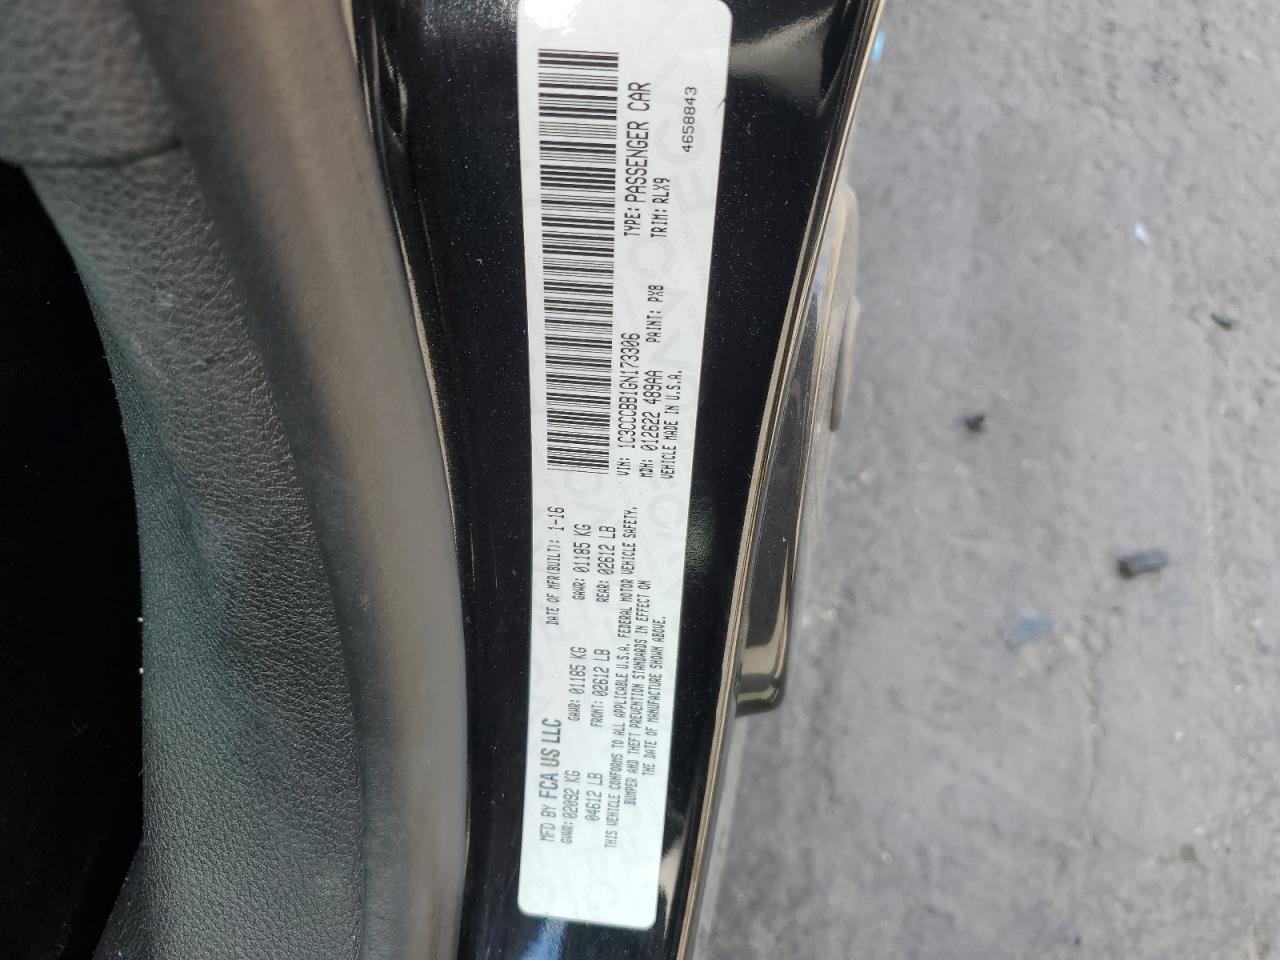 MFD BY FCA US LLC
DATE OF MFR(BUILT): 1-16
GVWR: 02092 KG GAWR: 01185 KG GAWR: 01185 KG
04612 LB FRONT: 02612 LB REAR: 02612 LB
THIS VEHICLE CONFORMS TO ALL APPLICABLE U.S.A. FEDERAL MOTOR VEHICLE SAFETY,
BUMPER AND THEFT PREVENTION STANDARDS IN EFFECT ON
THE DATE OF MANUFACTURE SHOWN ABOVE.
VIN: 1C3CCCBB1GN173306 TYPE: PASSENGER CAR
MDH: 012622 489AA PAINT: PX8 TRIM: RLX9
VEHICLE MADE IN U.S.A.
4658843